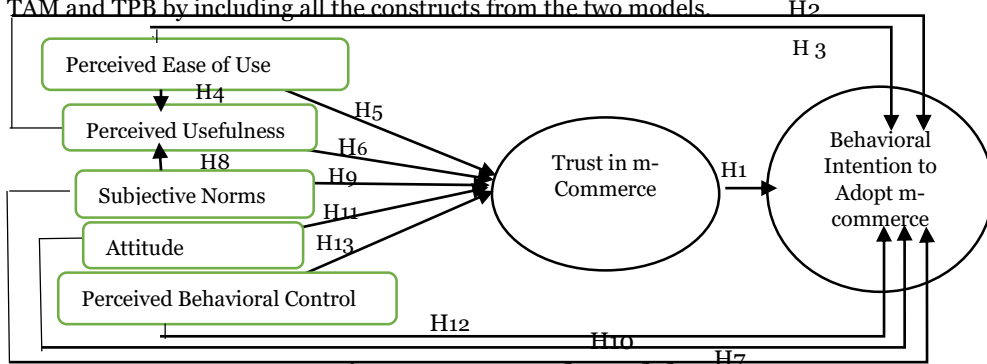 TAM and TPB by including all the constructs from the two models.
H2
H 3
Perceived Ease of Use
H4
H5
Perceived Usefulness
H6
H8
H9
Subjective Norms
H11
Attitude
H13
Perceived Behavioral Control
Trust in m-
Commerce
H1
Behavioral
Intention to
Adopt m-
commerce
H12
H10
H7